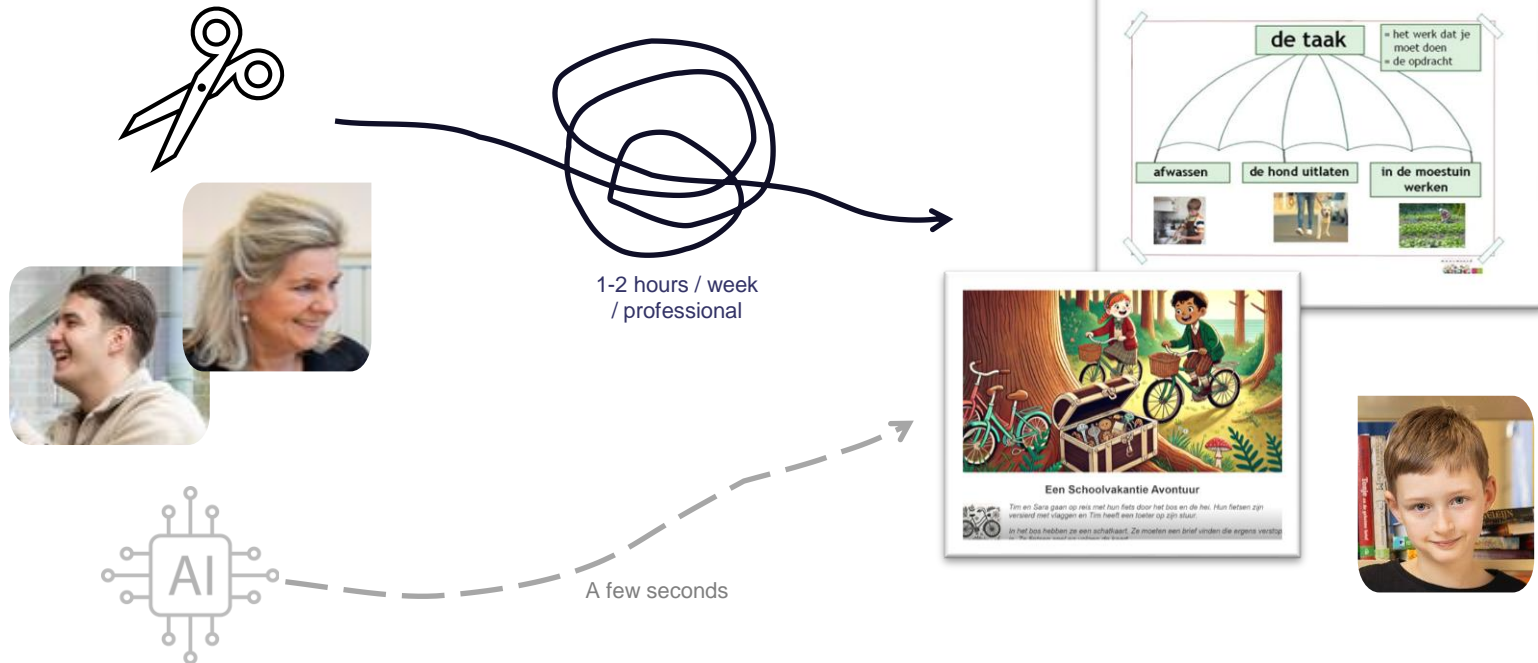 de taak
= het werk dat je
moet doen
= de opdracht
afwassen
de hond uitlaten
in de moestuin
werken
1-2 hours / week
/ professional
Een Schoolvakantie Avontuur
Tim en Sara gaan op reis met hun fiets door het bos en de hei. Hun fietsen zijn
versierd met vlaggen en Tim heeft een toeter op zijn stuur.
In het bos hebben ze een schatkaart. Ze moeten een brief vinden die ergens verstop
AI
A few seconds